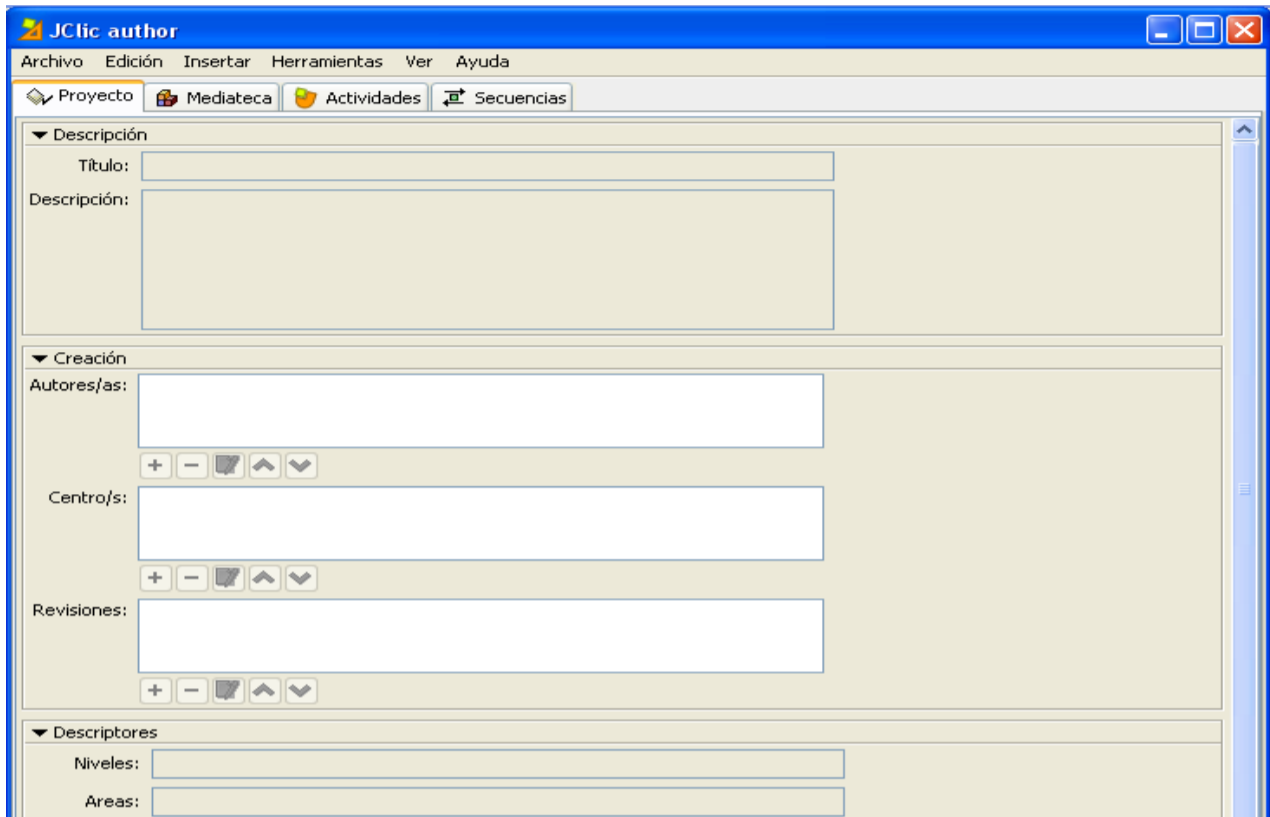 JClic author
Archivo Edición Insertar Herramientas Ver Ayuda
Proyecto Mediateca Actividades Secuencias
Descripción
Título:
Descripción:
Creación
Autores/as:
Centro/s:
Revisiones:
Descriptores
Niveles:
Areas: